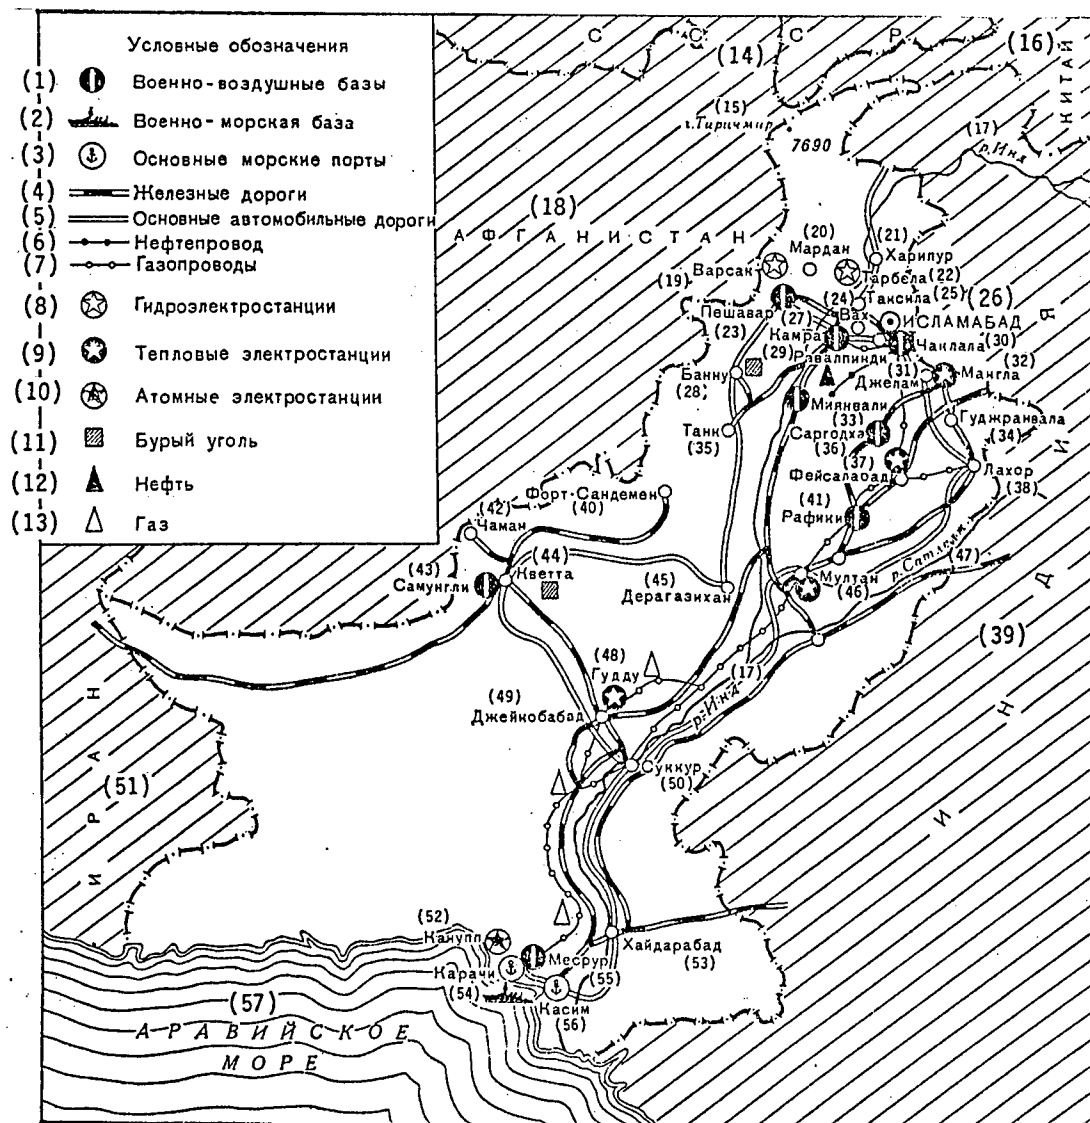 Условные обозначения
(1) Военно-воздушные базы
(2) Военно-морская база
(3) Основные морские порты
(4) Железные дороги
(5) Основные автомобильные дороги
(6) Нефтепровод
(7) Газопроводы
(8) Гидроэлектростанции
(9) Тепловые электростанции
(10) Атомные электростанции
(11) Бурый уголь
(12) Нефть
(13) Газ
С С С Р
(14)
(16)
КИТАЙ
(15)
г.Тиричмир
7690
(17)
р.Инд
(18)
АФГАНИСТАН
(20)
Мардан
(21)
Харипур
Варсак
(19)
Тарбела (22)
Таксила (25)
(24)
Вах
(26)
ИСЛАМАБАД
Пешавар
(23)
(27)
Камра
Чаклала (30)
(29)
Равалпинди
(31)
(32)
Мангла
Джелам
Банну
(28)
Миянвали
(33)
Гуджранвала
(34)
Танк
(35)
Саргодхэ
(36)
(37)
Фейсалабад
Лахор
(38)
Форт-Сандемен
(40)
(41)
Рафики
(42)
Чаман
(44)
Кветта
(43)
Самунгли
(45)
Дерагазихан
Мултан
(46)
р.Сатледж
(47)
(39)
ИНДИЯ
(48)
Гудду
(17)
р.Инд
(49)
Джейкобабад
Суккур
(50)
ИРАН
(51)
(52)
Канупп
Хайдарабад
(53)
Месрур
(55)
Карачи
(54)
Касим
(56)
(57)
АРАВИЙСКОЕ
МОРЕ